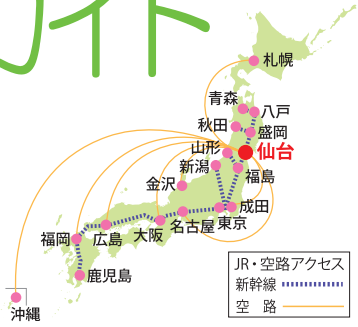 ガイド
札幌
青森
八戸
秋田
盛岡
山形
仙台
新潟
福島
金沢
成田
東京
名古屋
大阪
広島
福岡
鹿児島
沖縄
JR・空路アクセス
新幹線
空 路